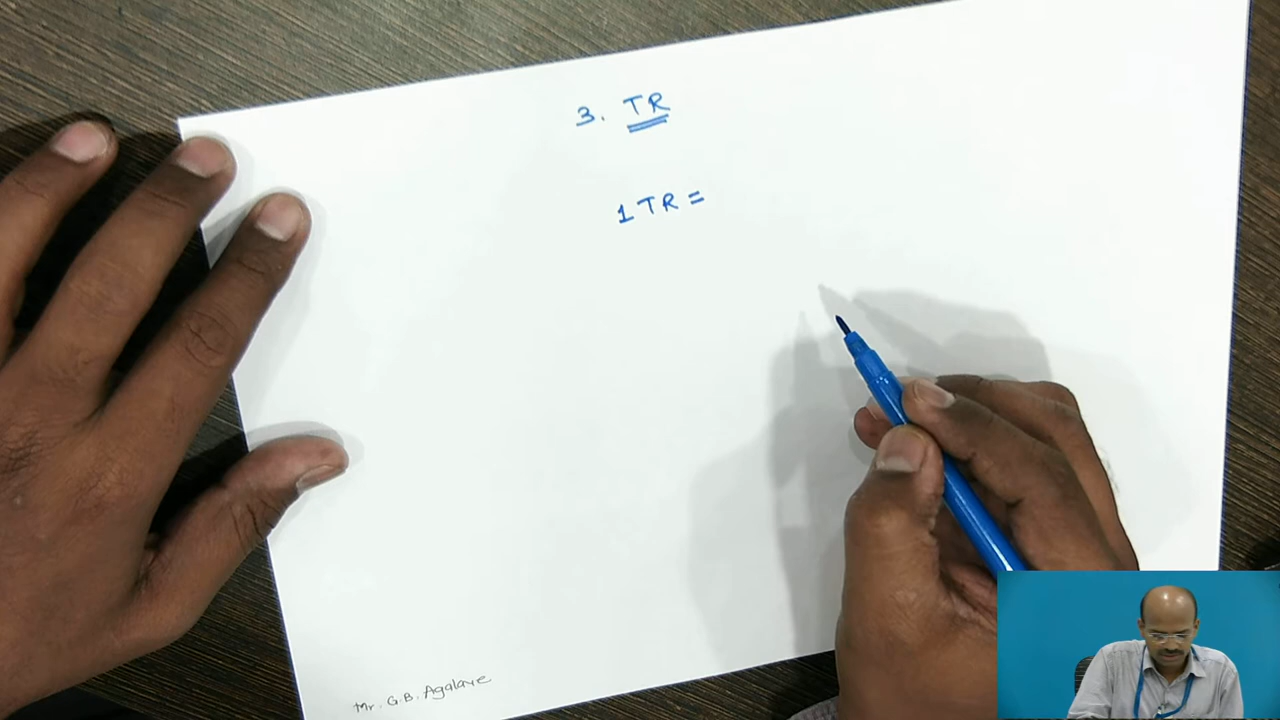 3. TR
1 TR =
Mr. G.B. Agalave